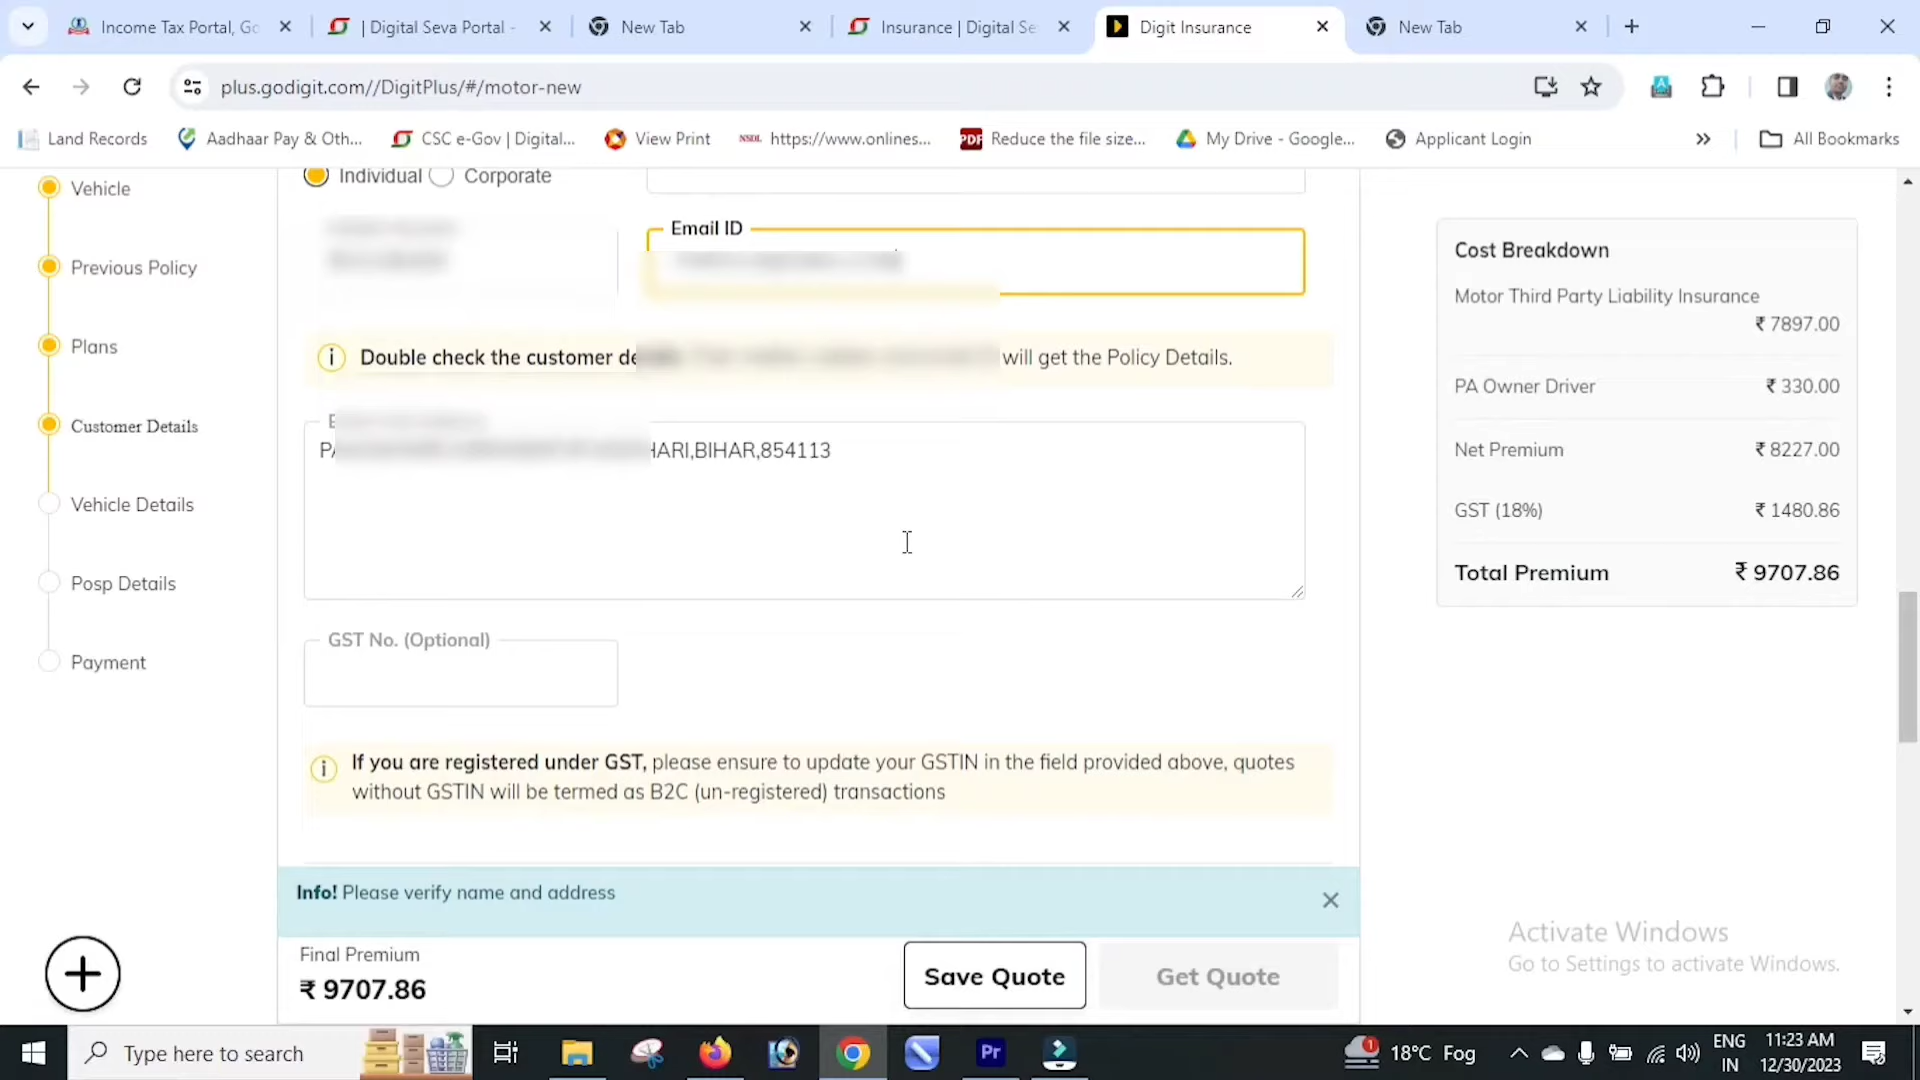 Income Tax Portal, Go
| Digital Seva Portal -
New Tab
Insurance | Digital Se
Digit Insurance
New Tab
plus.godigit.com//DigitPlus/#/motor-new
Land Records
Aadhaar Pay & Oth...
CSC e-Gov | Digital...
View Print
NSDL
https://www.onlines...
PDF
Reduce the file size...
My Drive - Google...
Applicant Login
All Bookmarks
Vehicle
Previous Policy
Plans
Customer Details
Vehicle Details
Posp Details
Payment
Individual
Corporate
Email ID
Double check the customer de
will get the Policy Details.
HARI,BIHAR,854113
GST No. (Optional)
If you are registered under GST, please ensure to update your GSTIN in the field provided above, quotes
without GSTIN will be termed as B2C (un-registered) transactions
Info! Please verify name and address
Final Premium
₹ 9707.86
Save Quote
Get Quote
Cost Breakdown
Motor Third Party Liability Insurance
₹ 7897.00
PA Owner Driver ₹ 330.00
Net Premium ₹ 8227.00
GST (18%) ₹ 1480.86
Total Premium ₹ 9707.86
Activate Windows
Go to Settings to activate Windows.
Type here to search
Pr
1
18°C Fog
ENG
IN
11:23 AM
12/30/2023